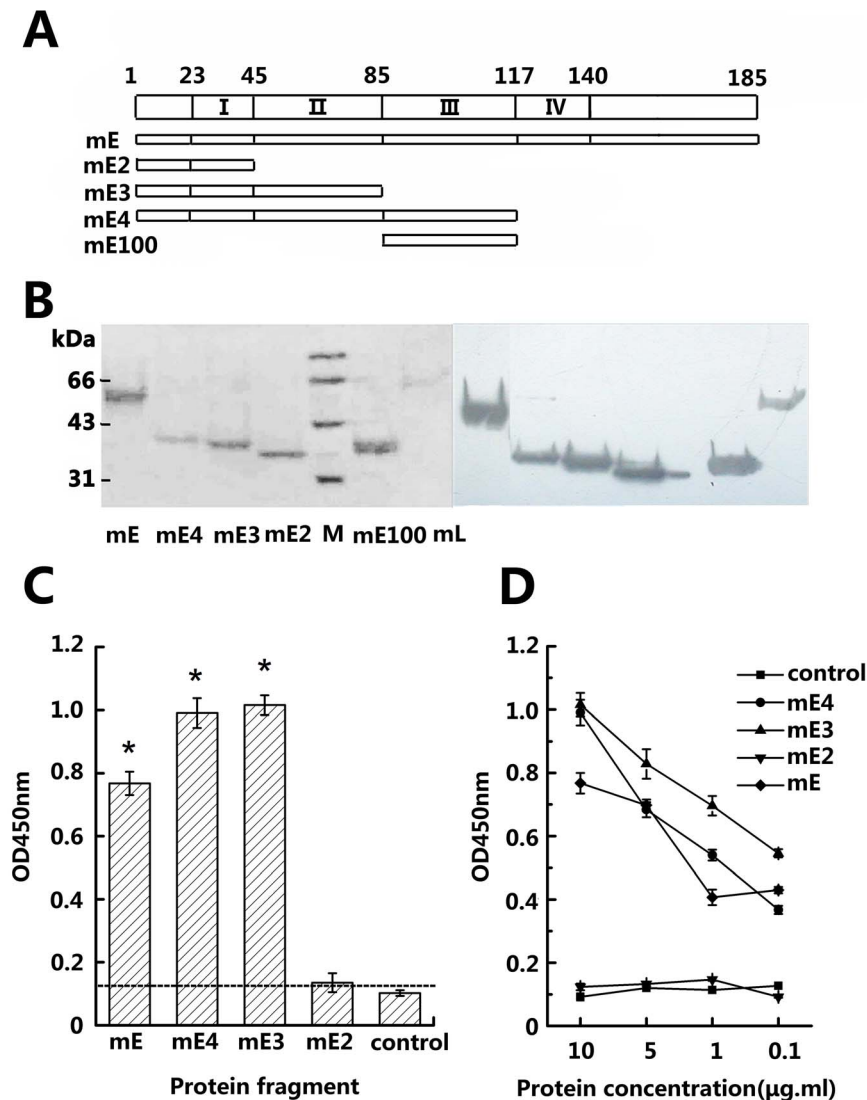 A
1 23 45 85 117 140 185
I II III IV
mE
mE2
mE3
mE4
mE100
B
kDa
66
43
31
mE mE4 mE3 mE2 M mE100 mL
C
1.2
1.0
0.8
0.6
0.4
0.2
0
OD450nm
* * *
mE mE4 mE3 mE2 control
Protein fragment
D
1.2
1.0
0.8
0.6
0.4
0.2
0
OD450nm
control
mE4
mE3
mE2
mE
10 5 1 0.1
Protein concentration(μg.ml)